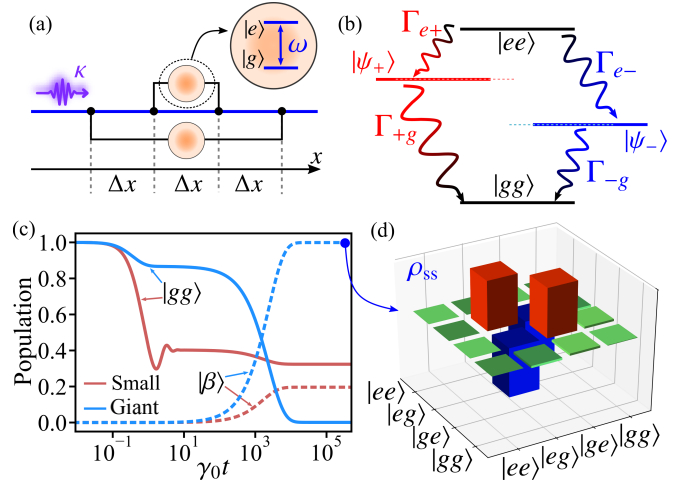 (a)
|e⟩
|g⟩
ω
κ
x
Δx
Δx
Δx
(b)
Γe+
|ee⟩
Γe−
|ψ+⟩
|ψ−⟩
Γ+g
Γ−g
|gg⟩
(c)
Population
1.0
0.8
0.6
0.4
0.2
0.0
|gg⟩
|β⟩
Small
Giant
10⁻¹
10¹
10³
10⁵
γ₀t
(d)
ρss
|ee⟩
|eg⟩
|ge⟩
|gg⟩
|ee⟩
|eg⟩
|ge⟩
|gg⟩